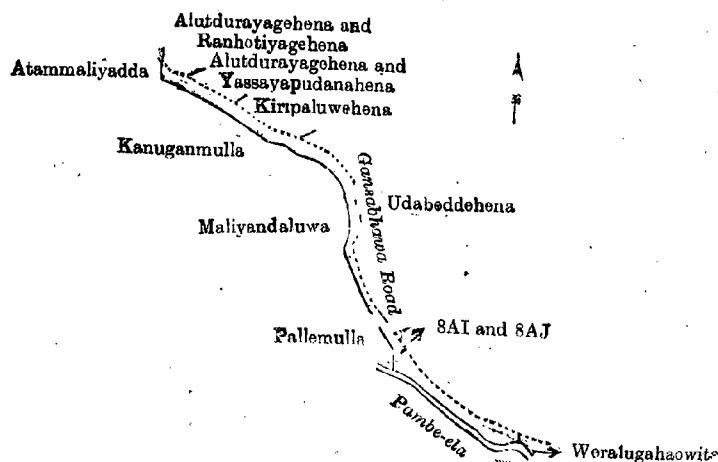 Alutdurayagehena and
Ranhotiyagehena
Atammaliyadda
Alutdurayagohena and
Yassayapudanahena
Kiripaluwehena
Kanuganmulla
Gansabhawa Road
Udabeddehena
Maliyandaluwa
8AI and 8AJ
Pallemulla
Pambe-ela
Weralugahaowita